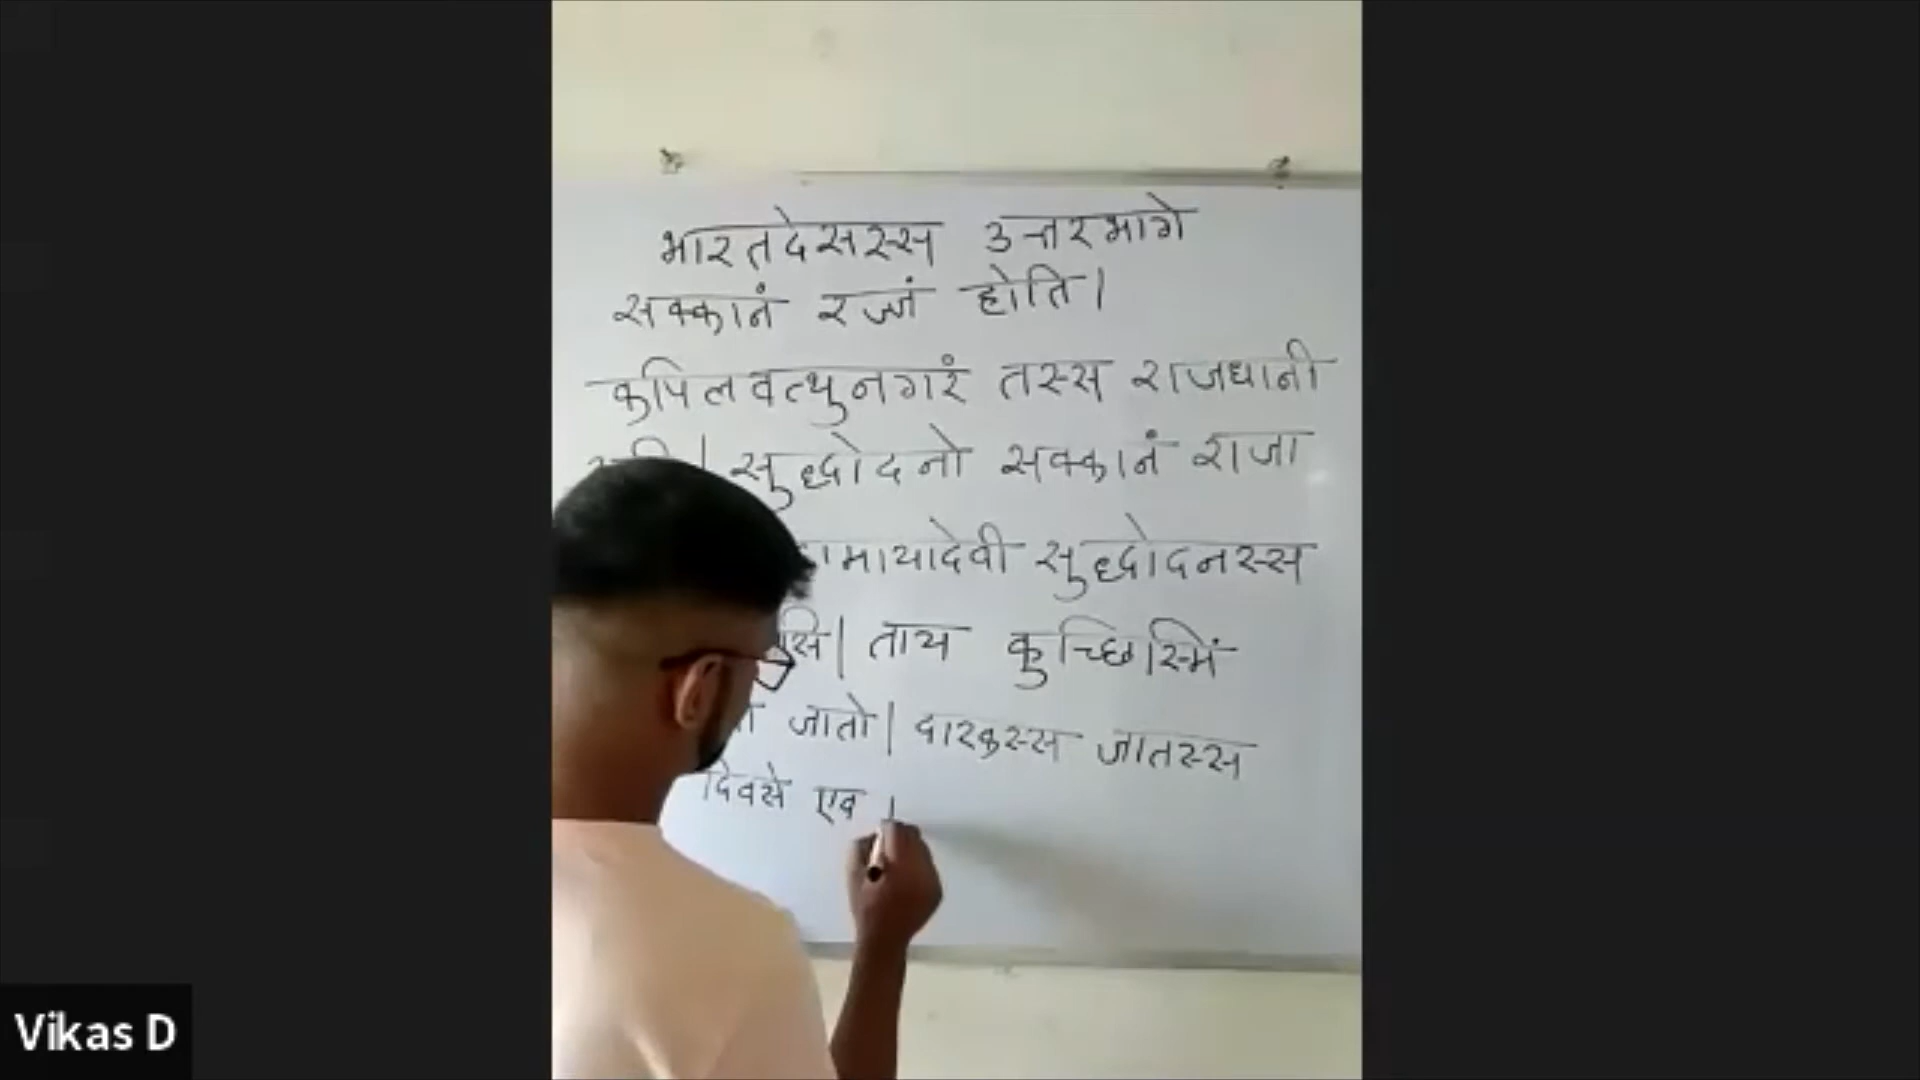 भारतदेसस्स उत्तरभागे
सक्कानं रज्जं होति।
कपिलवत्थुनगरं तस्स राजधानी
। सुद्धोदनो सक्कानं राजा
मायादेवी सुद्धोदनस्स
। ताय कुच्छिस्मिं
जातो। दारकस्स जातस्स
दिवसे एव
Vikas D